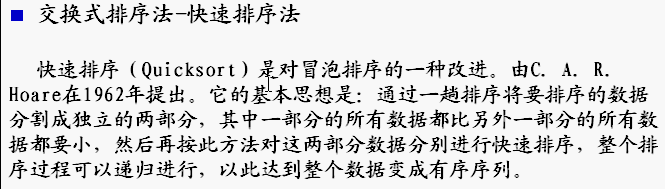 交换式排序法-快速排序法
快速排序（Quicksort）是对冒泡排序的一种改进。由C. A. R.
Hoare在1962年提出。它的基本思想是：通过一趟排序将要排序的数据
分割成独立的两部分，其中一部分的所有数据都比另外一部分的所有数
据都要小，然后再按此方法对这两部分数据分别进行快速排序，整个排
序过程可以递归进行，以此达到整个数据变成有序序列。